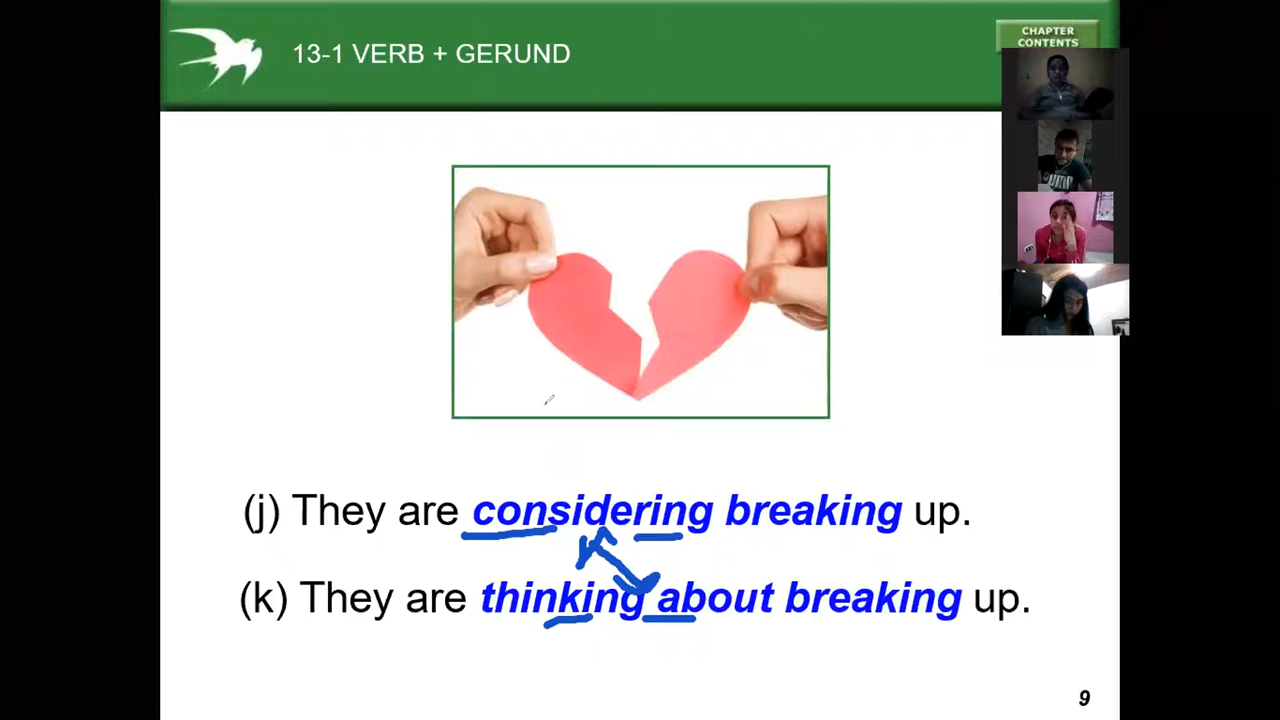 13-1 VERB + GERUND
CHAPTER
CONTENTS
(j) They are considering breaking up.
(k) They are thinking about breaking up.
9